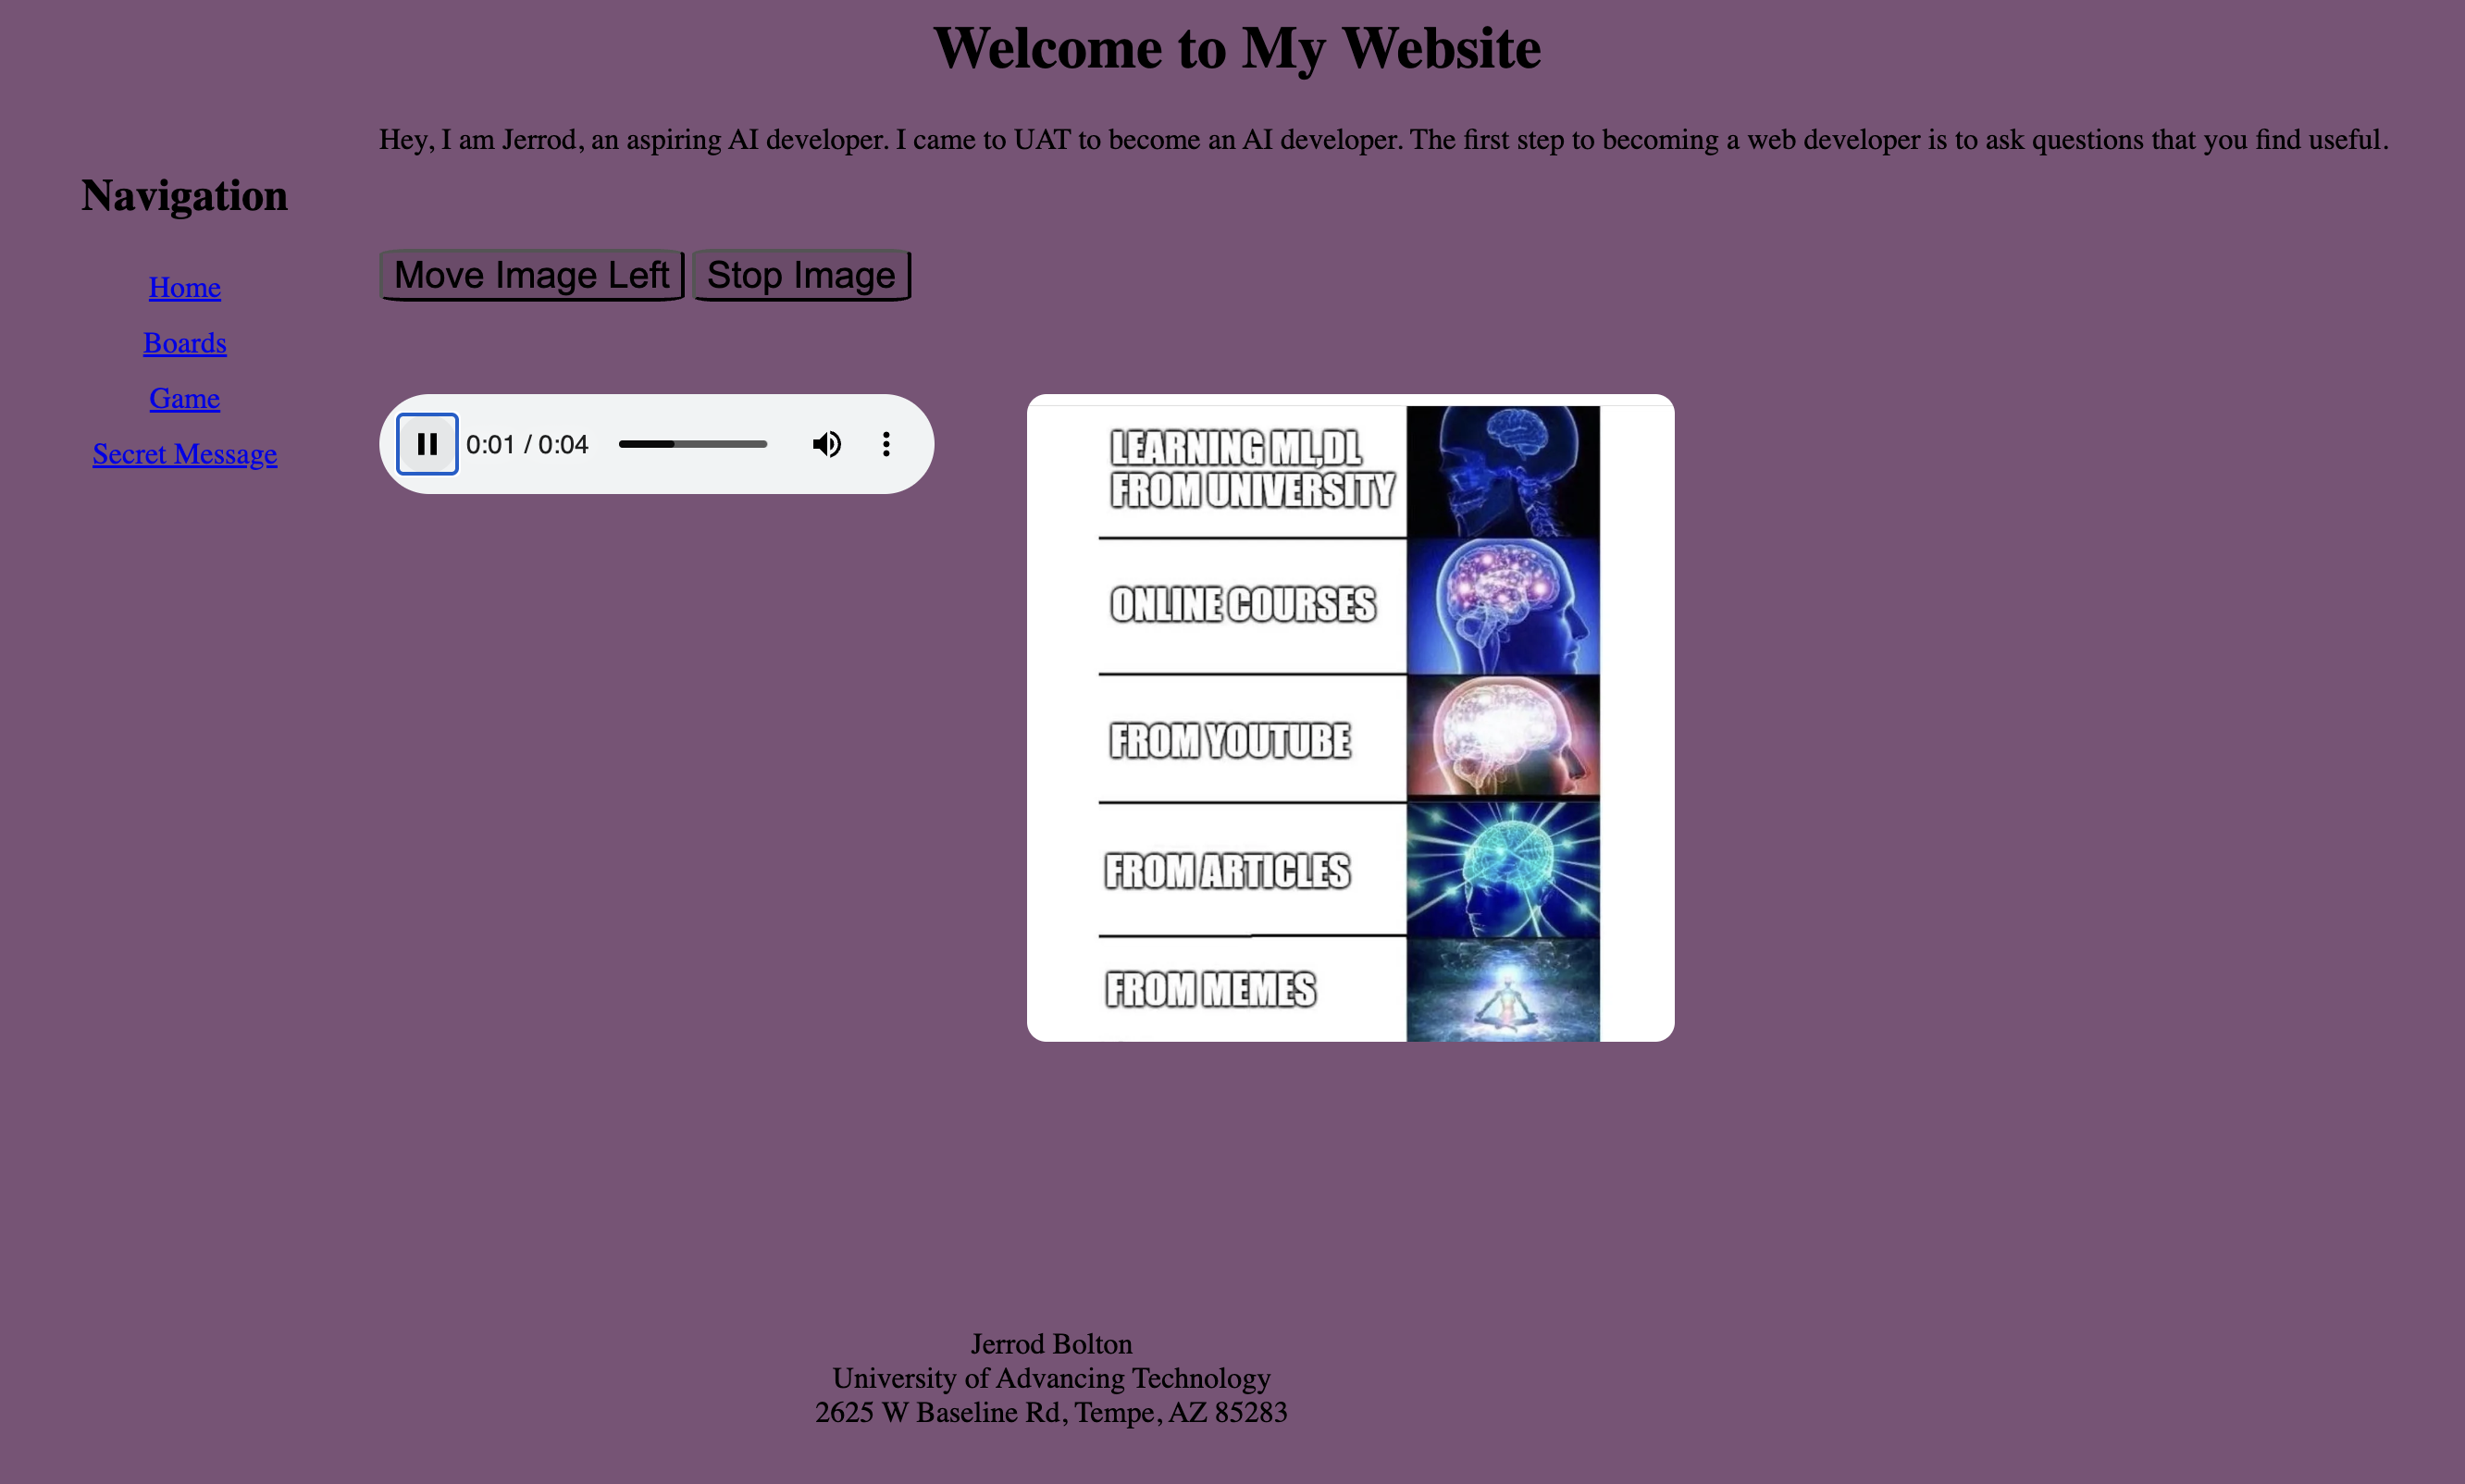 Welcome to My Website
Hey, I am Jerrod, an aspiring AI developer. I came to UAT to become an AI developer. The first step to becoming a web developer is to ask questions that you find useful.
Navigation
Home
Boards
Game
Secret Message
Move Image Left
Stop Image
0:01 / 0:04
LEARNING ML,DL
FROM UNIVERSITY
ONLINE COURSES
FROM YOUTUBE
FROM ARTICLES
FROM MEMES
Jerrod Bolton
University of Advancing Technology
2625 W Baseline Rd, Tempe, AZ 85283